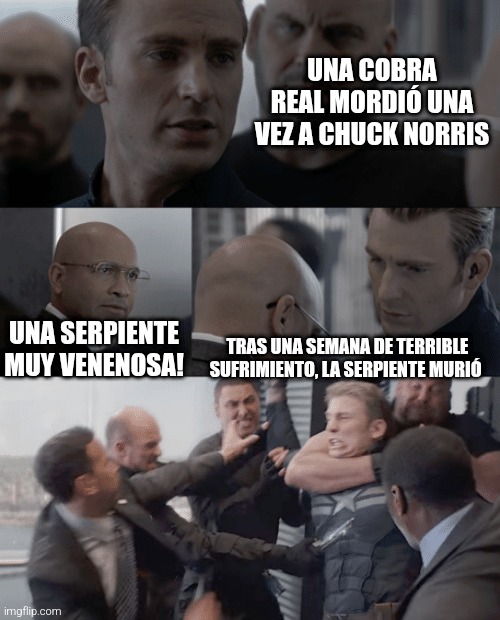 UNA COBRA
REAL MORDIÓ UNA
VEZ A CHUCK NORRIS
UNA SERPIENTE
MUY VENENOSA!
TRAS UNA SEMANA DE TERRIBLE
SUFRIMIENTO, LA SERPIENTE MURIÓ
imgflip.com